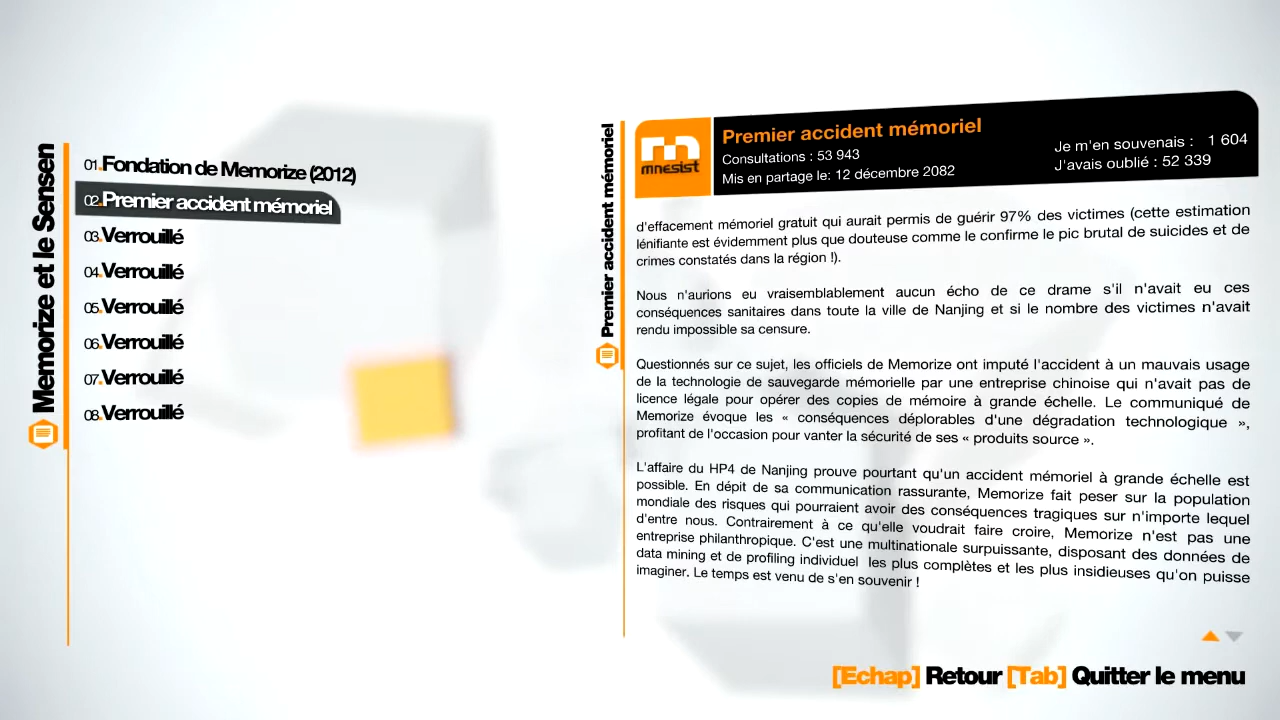 Memorize et le Sensen
01.Fondation de Memorize (2012)
02.Premier accident mémoriel
03.Verrouillé
04.Verrouillé
05.Verrouillé
06.Verrouillé
07.Verrouillé
08.Verrouillé
Premier accident mémoriel
mnesist
Premier accident mémoriel
Consultations : 53 943
Mis en partage le: 12 décembre 2082
Je m'en souvenais : 1 604
J'avais oublié : 52 339
d'effacement mémoriel gratuit qui aurait permis de guérir 97% des victimes (cette estimation
lénifiante est évidemment plus que douteuse comme le confirme le pic brutal de suicides et de
crimes constatés dans la région !).
Nous n'aurions eu vraisemblablement aucun écho de ce drame s'il n'avait eu ces
conséquences sanitaires dans toute la ville de Nanjing et si le nombre des victimes n'avait
rendu impossible sa censure.
Questionnés sur ce sujet, les officiels de Memorize ont imputé l'accident à un mauvais usage
de la technologie de sauvegarde mémorielle par une entreprise chinoise qui n'avait pas de
licence légale pour opérer des copies de mémoire à grande échelle. Le communiqué de
Memorize évoque les « conséquences déplorables d'une dégradation technologique »,
profitant de l'occasion pour vanter la sécurité de ses « produits source ».
L'affaire du HP4 de Nanjing prouve pourtant qu'un accident mémoriel à grande échelle est
possible. En dépit de sa communication rassurante, Memorize fait peser sur la population
mondiale des risques qui pourraient avoir des conséquences tragiques sur n'importe lequel
d'entre nous. Contrairement à ce qu'elle voudrait faire croire, Memorize n'est pas une
entreprise philanthropique. C'est une multinationale surpuissante, disposant des données de
data mining et de profiling individuel les plus complètes et les plus insidieuses qu'on puisse
imaginer. Le temps est venu de s'en souvenir !
[Echap] Retour [Tab] Quitter le menu